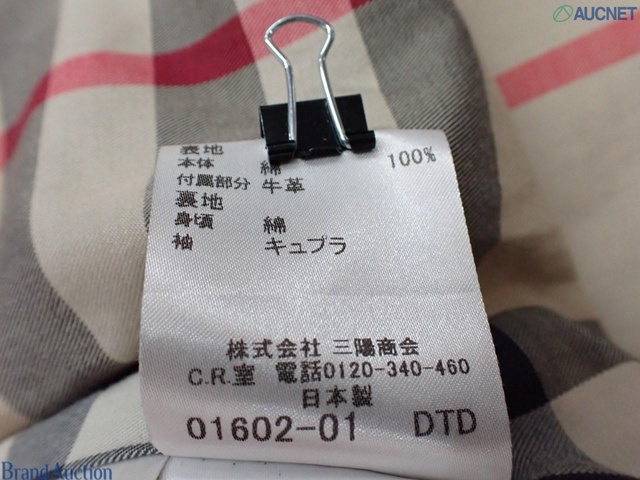 AUCNET
表地
本体 綿 100%
付属部分 牛革
裏地
身頃 綿
袖 キュプラ
株式会社 三陽商会
C.R.室 電話0120-340-460
日本製
01602-01 DTD
Brand Auction